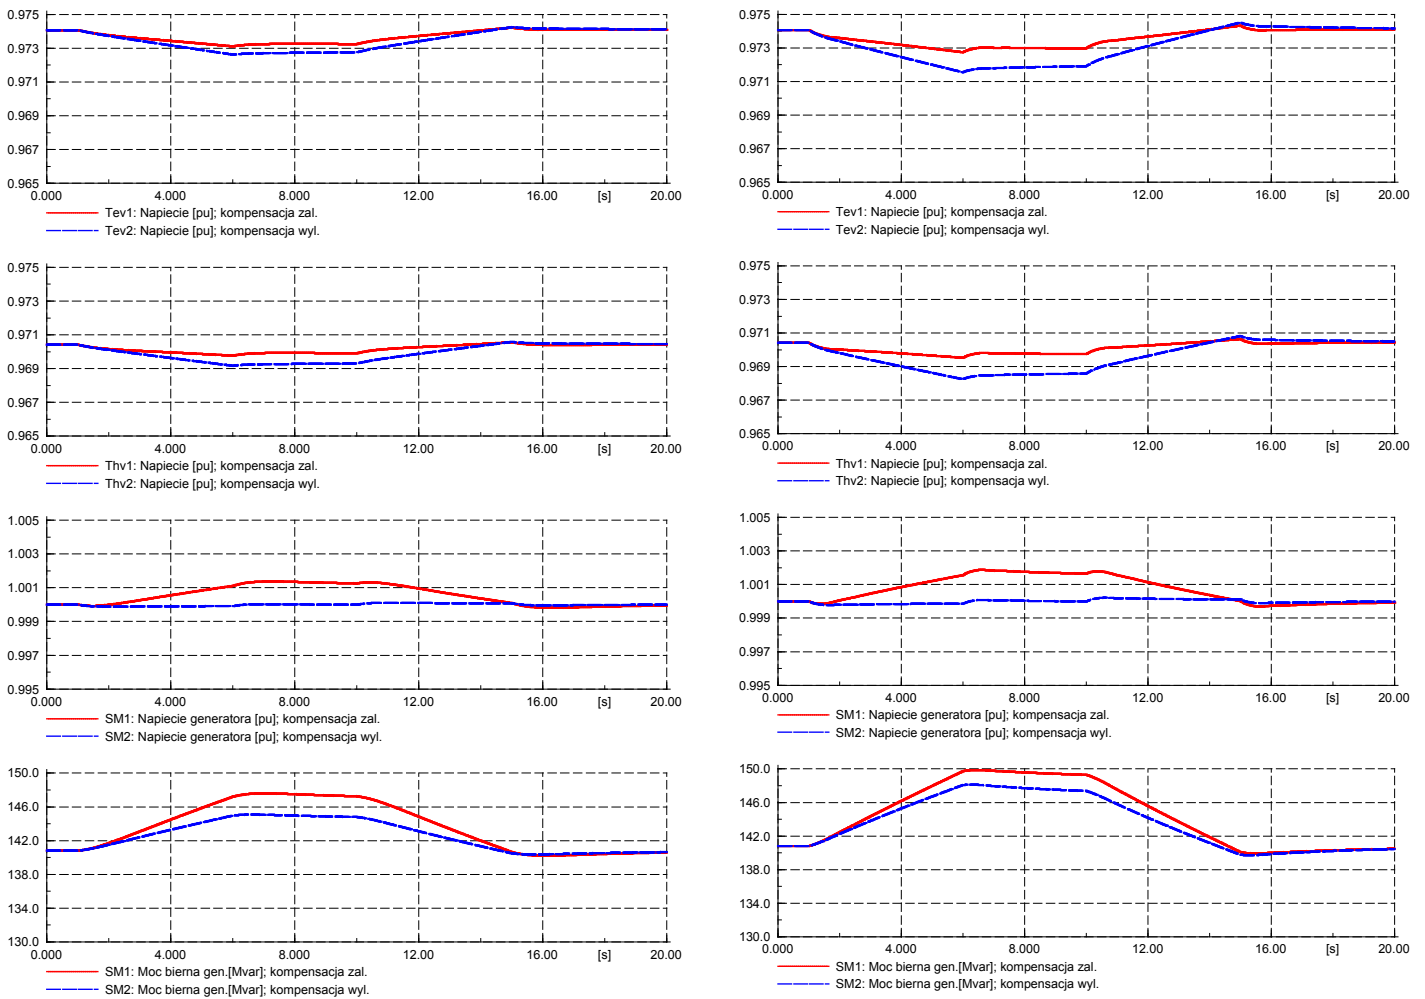 0.975
0.973
0.971
0.969
0.967
0.965
0.000 4.000 8.000 12.00 16.00 [s] 20.00
Tev1: Napiecie [pu]; kompensacja zal.
Tev2: Napiecie [pu]; kompensacja wyl.
0.975
0.973
0.971
0.969
0.967
0.965
0.000 4.000 8.000 12.00 16.00 [s] 20.00
Thv1: Napiecie [pu]; kompensacja zal.
Thv2: Napiecie [pu]; kompensacja wyl.
1.005
1.003
1.001
0.999
0.997
0.995
0.000 4.000 8.000 12.00 16.00 [s] 20.00
SM1: Napiecie generatora [pu]; kompensacja zal.
SM2: Napiecie generatora [pu]; kompensacja wyl.
150.0
146.0
142.0
138.0
134.0
130.0
0.000 4.000 8.000 12.00 16.00 [s] 20.00
SM1: Moc bierna gen.[Mvar]; kompensacja zal.
SM2: Moc bierna gen.[Mvar]; kompensacja wyl.
0.975
0.973
0.971
0.969
0.967
0.965
0.000 4.000 8.000 12.00 16.00 [s] 20.00
Tev1: Napiecie [pu]; kompensacja zal.
Tev2: Napiecie [pu]; kompensacja wyl.
0.975
0.973
0.971
0.969
0.967
0.965
0.000 4.000 8.000 12.00 16.00 [s] 20.00
Thv1: Napiecie [pu]; kompensacja zal.
Thv2: Napiecie [pu]; kompensacja wyl.
1.005
1.003
1.001
0.999
0.997
0.995
0.000 4.000 8.000 12.00 16.00 [s] 20.00
SM1: Napiecie generatora [pu]; kompensacja zal.
SM2: Napiecie generatora [pu]; kompensacja wyl.
150.0
146.0
142.0
138.0
134.0
130.0
0.000 4.000 8.000 12.00 16.00 [s] 20.00
SM1: Moc bierna gen.[Mvar]; kompensacja zal.
SM2: Moc bierna gen.[Mvar]; kompensacja wyl.